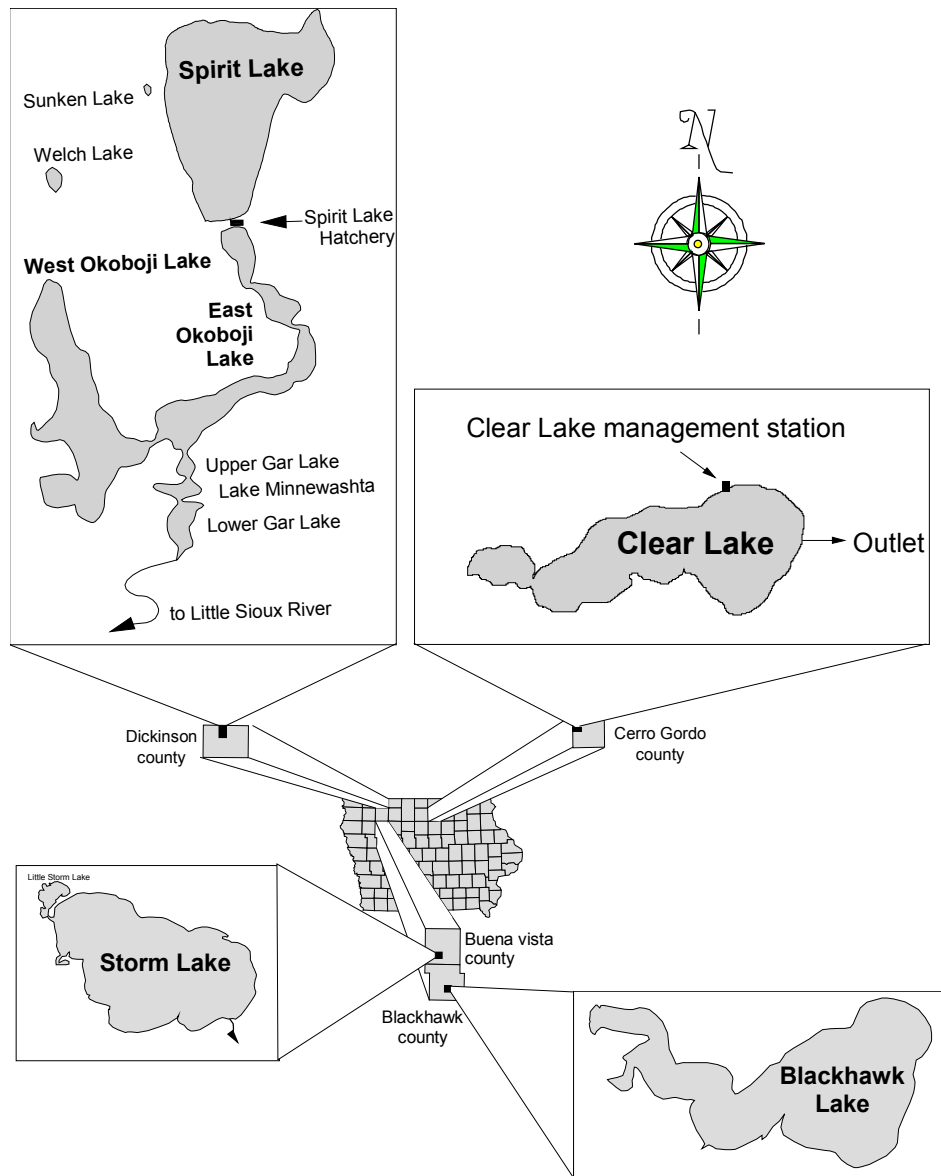 Spirit Lake
Sunken Lake
Welch Lake
Spirit Lake
Hatchery
West Okoboji Lake
East
Okoboji
Lake
Upper Gar Lake
Lake Minnewashta
Lower Gar Lake
to Little Sioux River
N
Clear Lake management station
Clear Lake
Outlet
Dickinson
county
Cerro Gordo
county
Little Storm Lake
Storm Lake
Buena vista
county
Blackhawk
county
Blackhawk
Lake